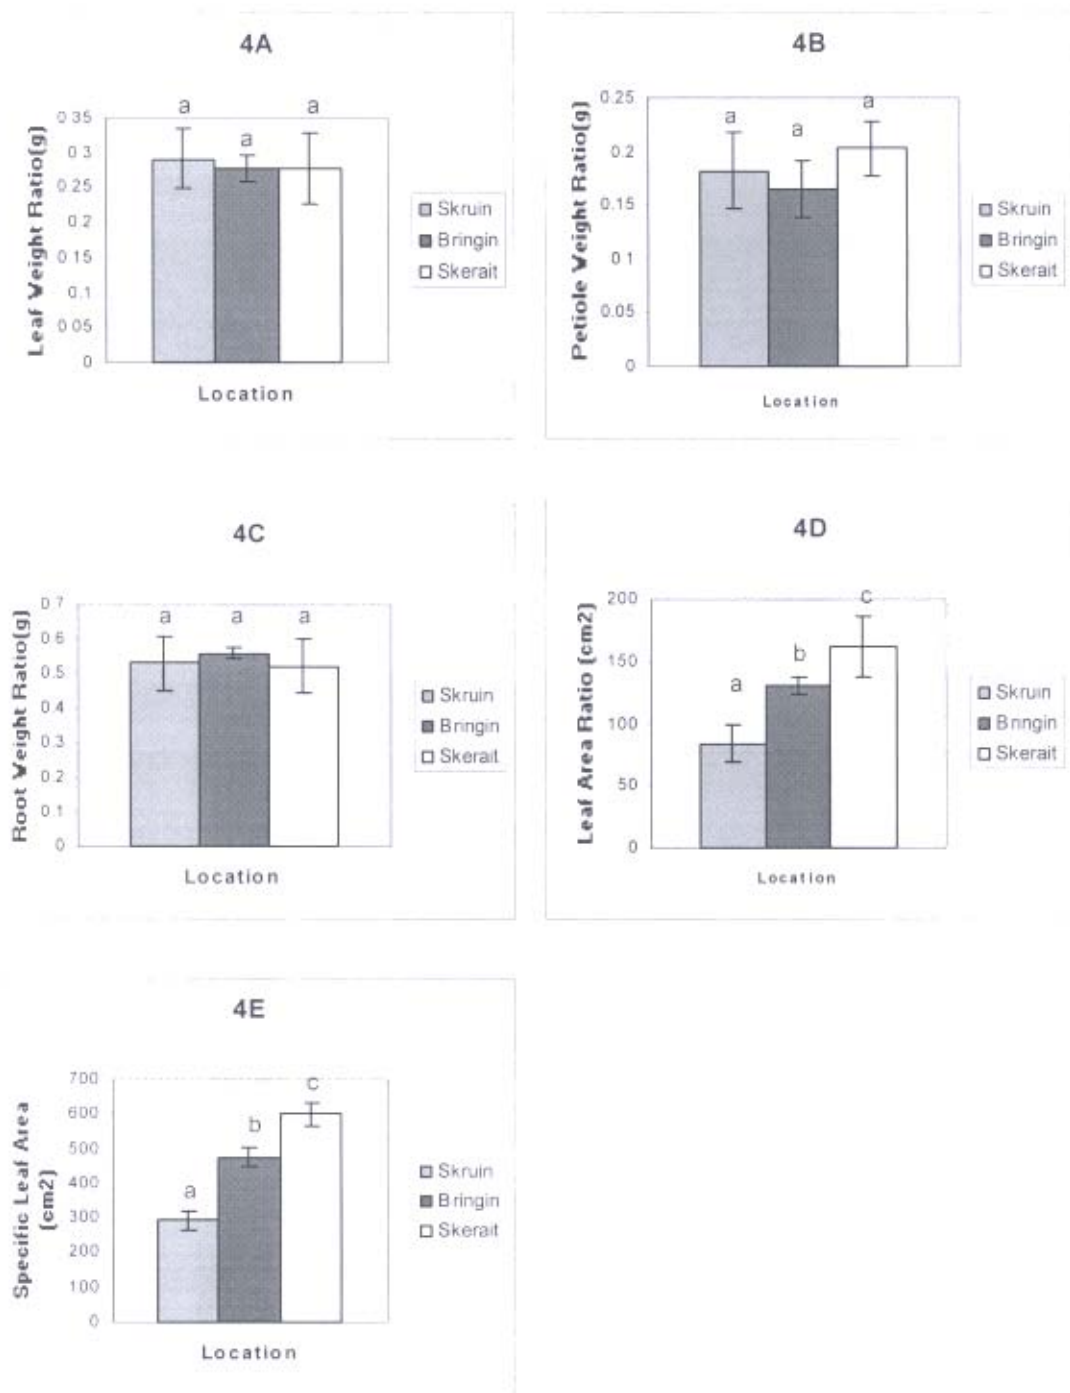 4A
a
a
a
Leaf Weight Ratio(g)
0.35
0.3
0.25
0.2
0.15
0.1
0.05
0
Location
Skruin
Bringin
Skerait
4B
a
a
a
Petiole Weight Ratio(g)
0.25
0.2
0.15
0.1
0.05
0
Location
Skruin
Bringin
Skerait
4C
a
a
a
Root Weight Ratio(g)
0.7
0.6
0.5
0.4
0.3
0.2
0.1
0
Location
Skruin
Bringin
Skerait
4D
a
b
c
Leaf Area Ratio (cm2)
200
150
100
50
0
Location
Skruin
Bringin
Skerait
4E
a
b
c
Specific Leaf Area
(cm2)
700
600
500
400
300
200
100
0
Location
Skruin
Bringin
Skerait